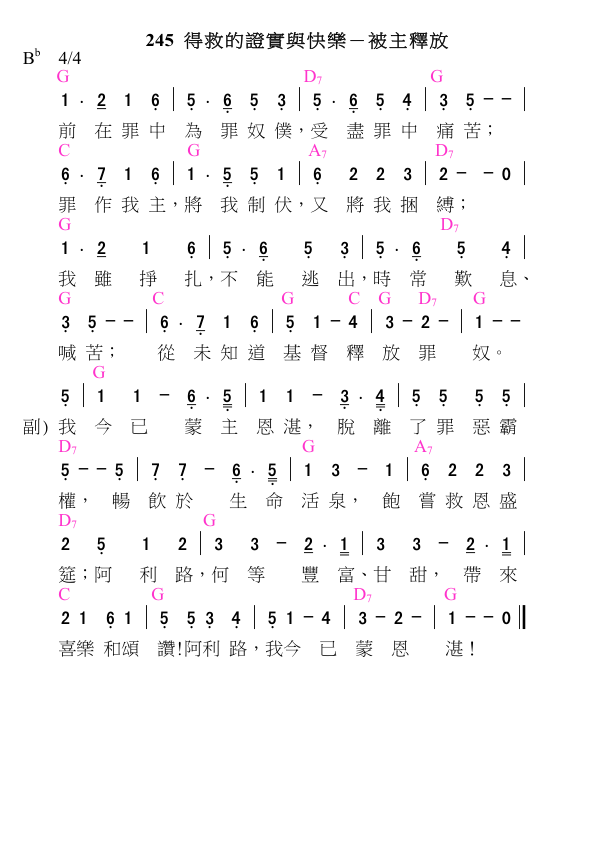 245 得救的證實與快樂－被主釋放
Bb 4/4
G D7 G
1 · 2 1 6 | 5 · 6 5 3 | 5 · 6 5 4 | 3 5 - - |
前 在 罪 中 為 罪 奴 僕，受 盡 罪 中 痛 苦；
C G A7 D7
6 · 7 1 6 | 1 · 5 5 1 | 6 2 2 3 | 2 - - 0 |
罪 作 我 主，將 我 制 伏，又 將 我 捆 縛；
G D7
1 · 2 1 6 | 5 · 6 5 3 | 5 · 6 5 4 |
我 雖 掙 扎，不 能 逃 出，時 常 歎 息、
G C G C G D7 G
3 5 - - | 6 · 7 1 6 | 5 1 - 4 | 3 - 2 - | 1 - -
喊 苦； 從 未 知 道 基 督 釋 放 罪 奴。
G
5 | 1 1 - 6 · 5 | 1 1 - 3 · 4 | 5 5 5 5 |
副) 我 今 已 蒙 主 恩 湛， 脫 離 了 罪 惡 霸
D7 G A7
5 - - 5 | 7 7 - 6 · 5 | 1 3 - 1 | 6 2 2 3 |
權， 暢 飲 於 生 命 活 泉， 飽 嘗 救 恩 盛
D7 G
2 5 1 2 | 3 3 - 2 · 1 | 3 3 - 2 · 1 |
筵；阿 利 路，何 等 豐 富、甘 甜， 帶 來
C G D7 G
2 1 6 1 | 5 5 3 4 | 5 1 - 4 | 3 - 2 - | 1 - - 0 ‖
喜樂 和頌 讚!阿利 路，我今 已 蒙 恩 湛！